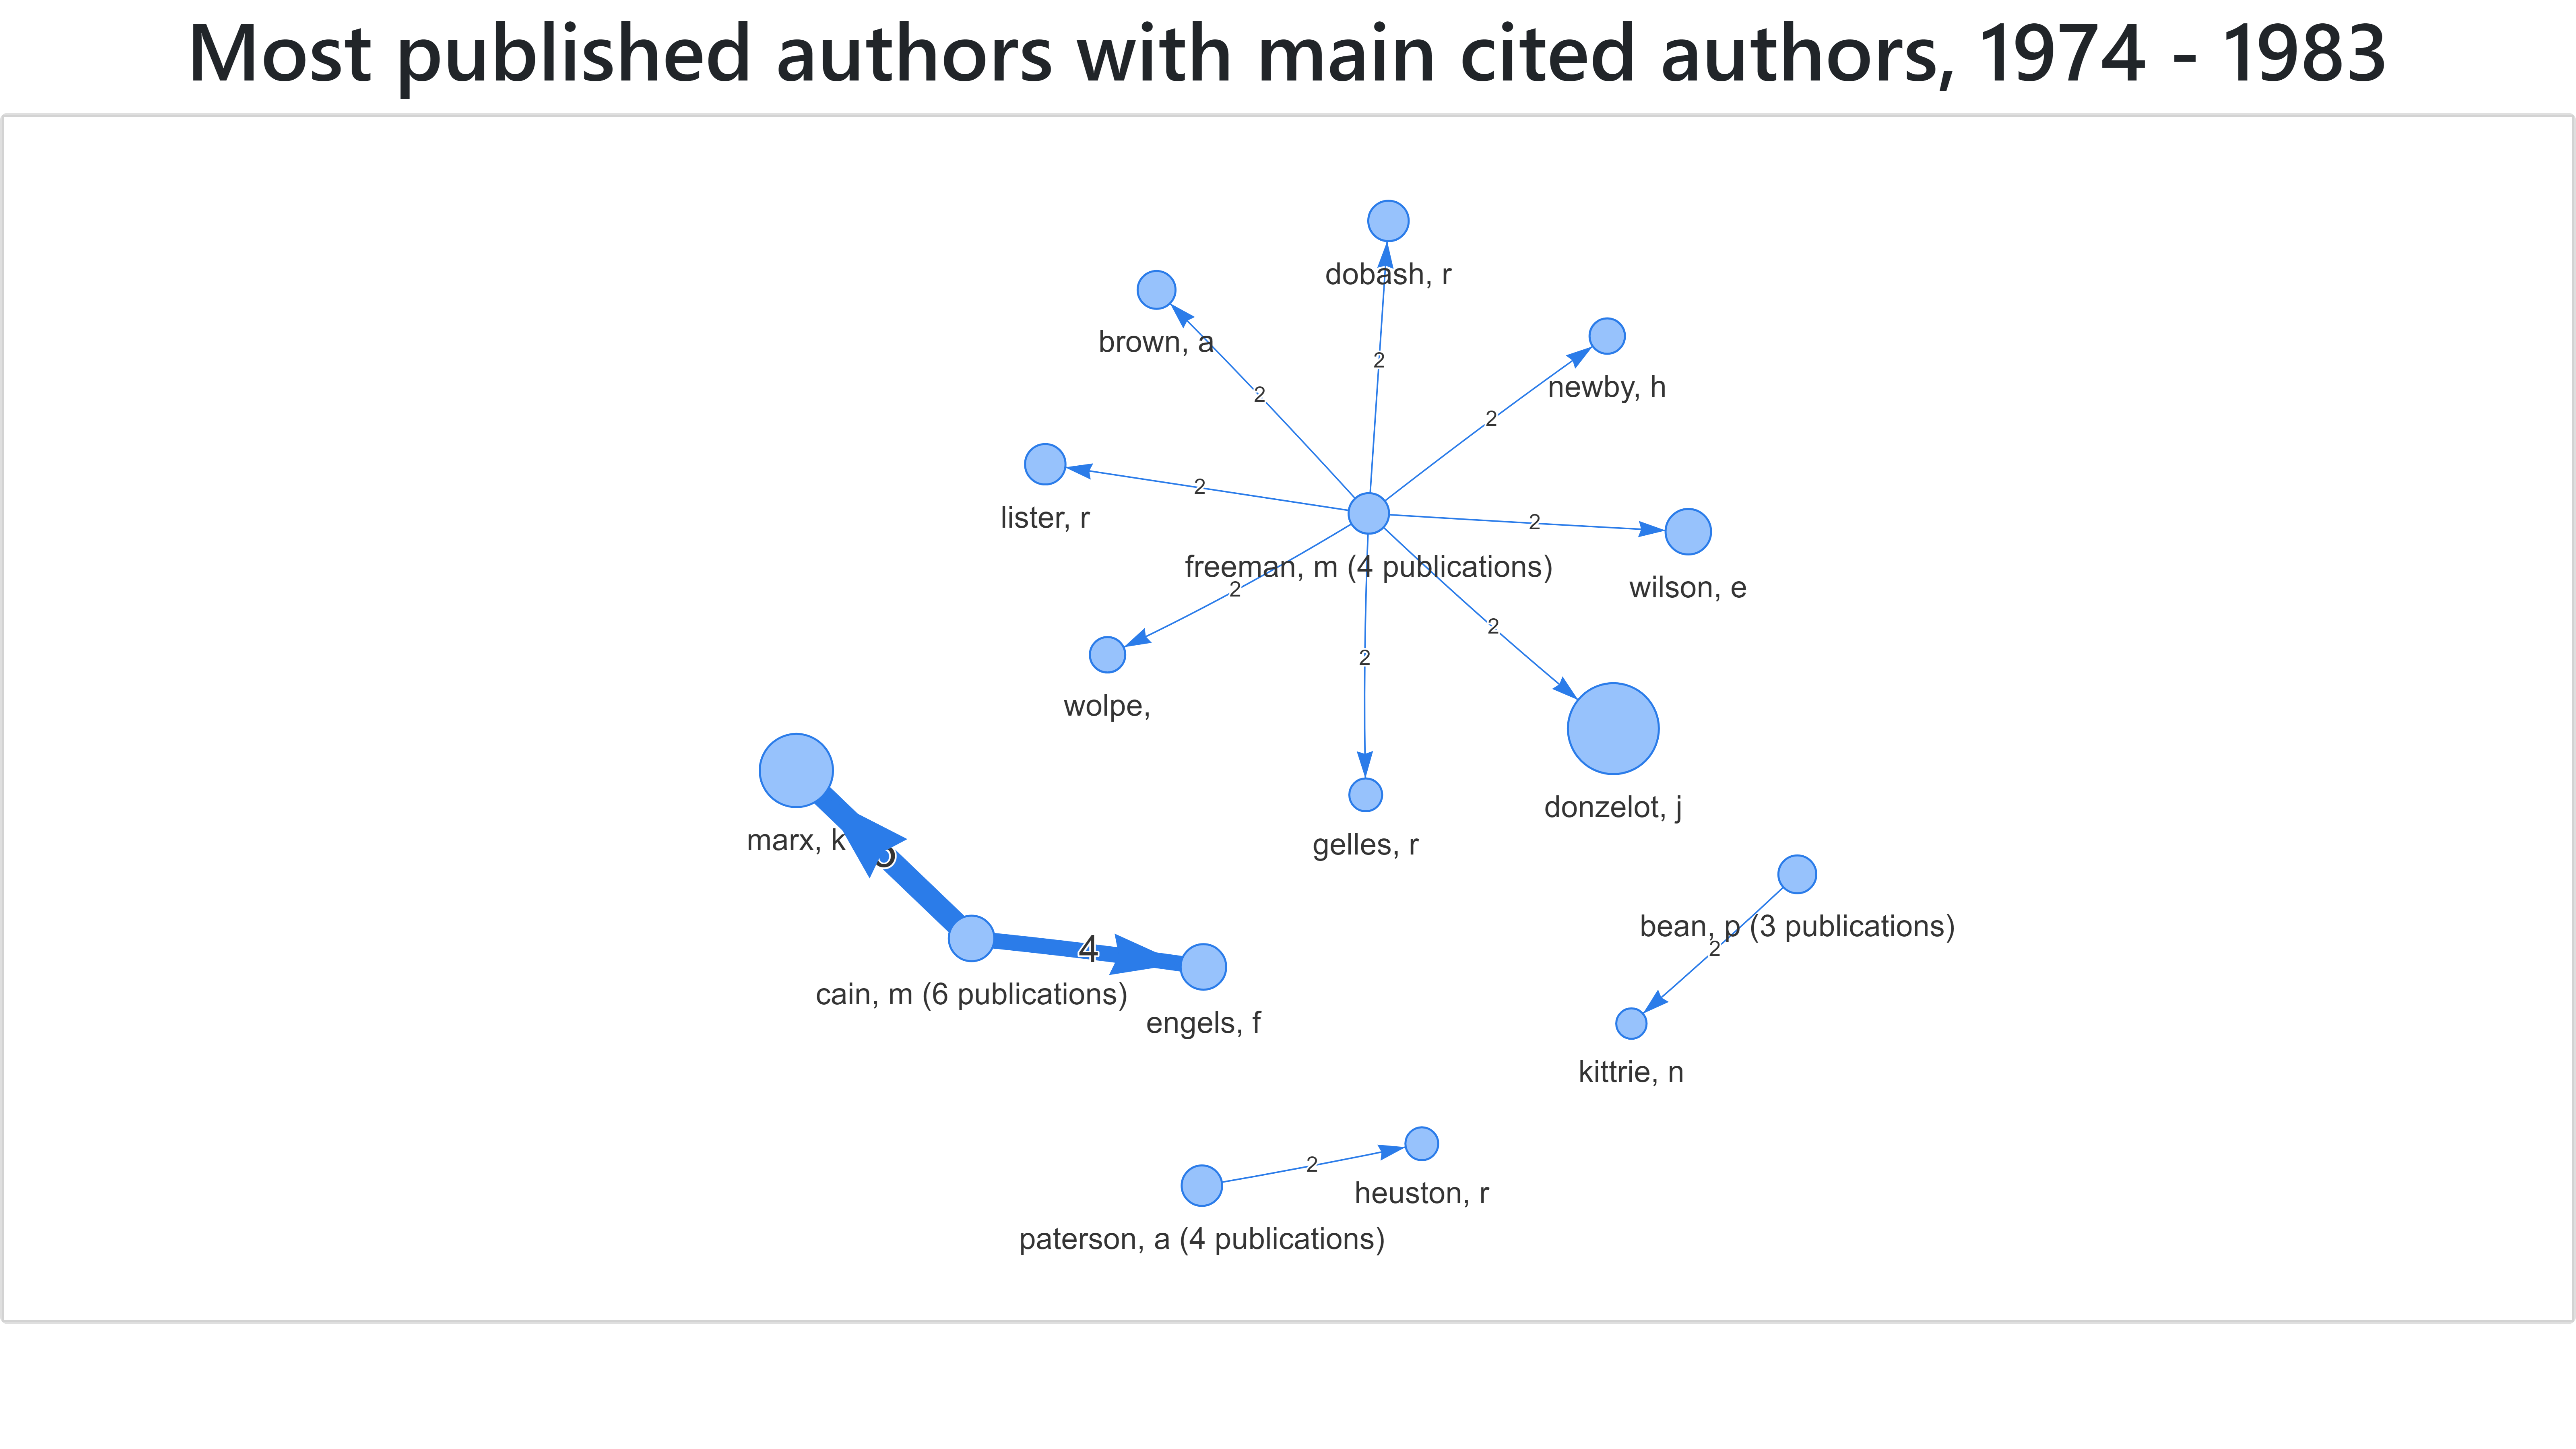 Most published authors with main cited authors, 1974 - 1983
dobash, r
brown, a
2
newby, h
2
2
lister, r
2
2
freeman, m (4 publications)
wilson, e
2
2
2
wolpe,
donzelot, j
marx, k
gelles, r
bean, p (3 publications)
2
4
cain, m (6 publications)
engels, f
kittrie, n
2
heuston, r
paterson, a (4 publications)